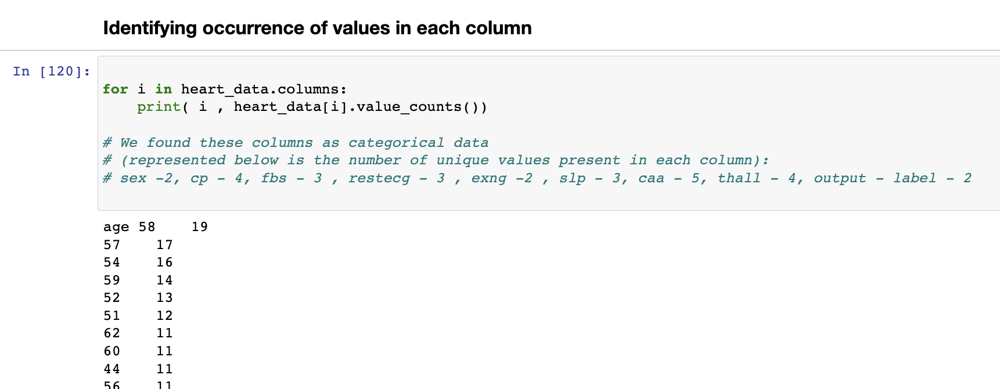 Identifying occurrence of values in each column
In [120]:
for i in heart_data.columns:
    print( i , heart_data[i].value_counts())
# We found these columns as categorical data
# (represented below is the number of unique values present in each column):
# sex -2, cp - 4, fbs - 3 , restecg - 3 , exng -2 , slp - 3, caa - 5, thall - 4, output - label - 2
age 58    19
57    17
54    16
59    14
52    13
51    12
62    11
60    11
44    11
56    11